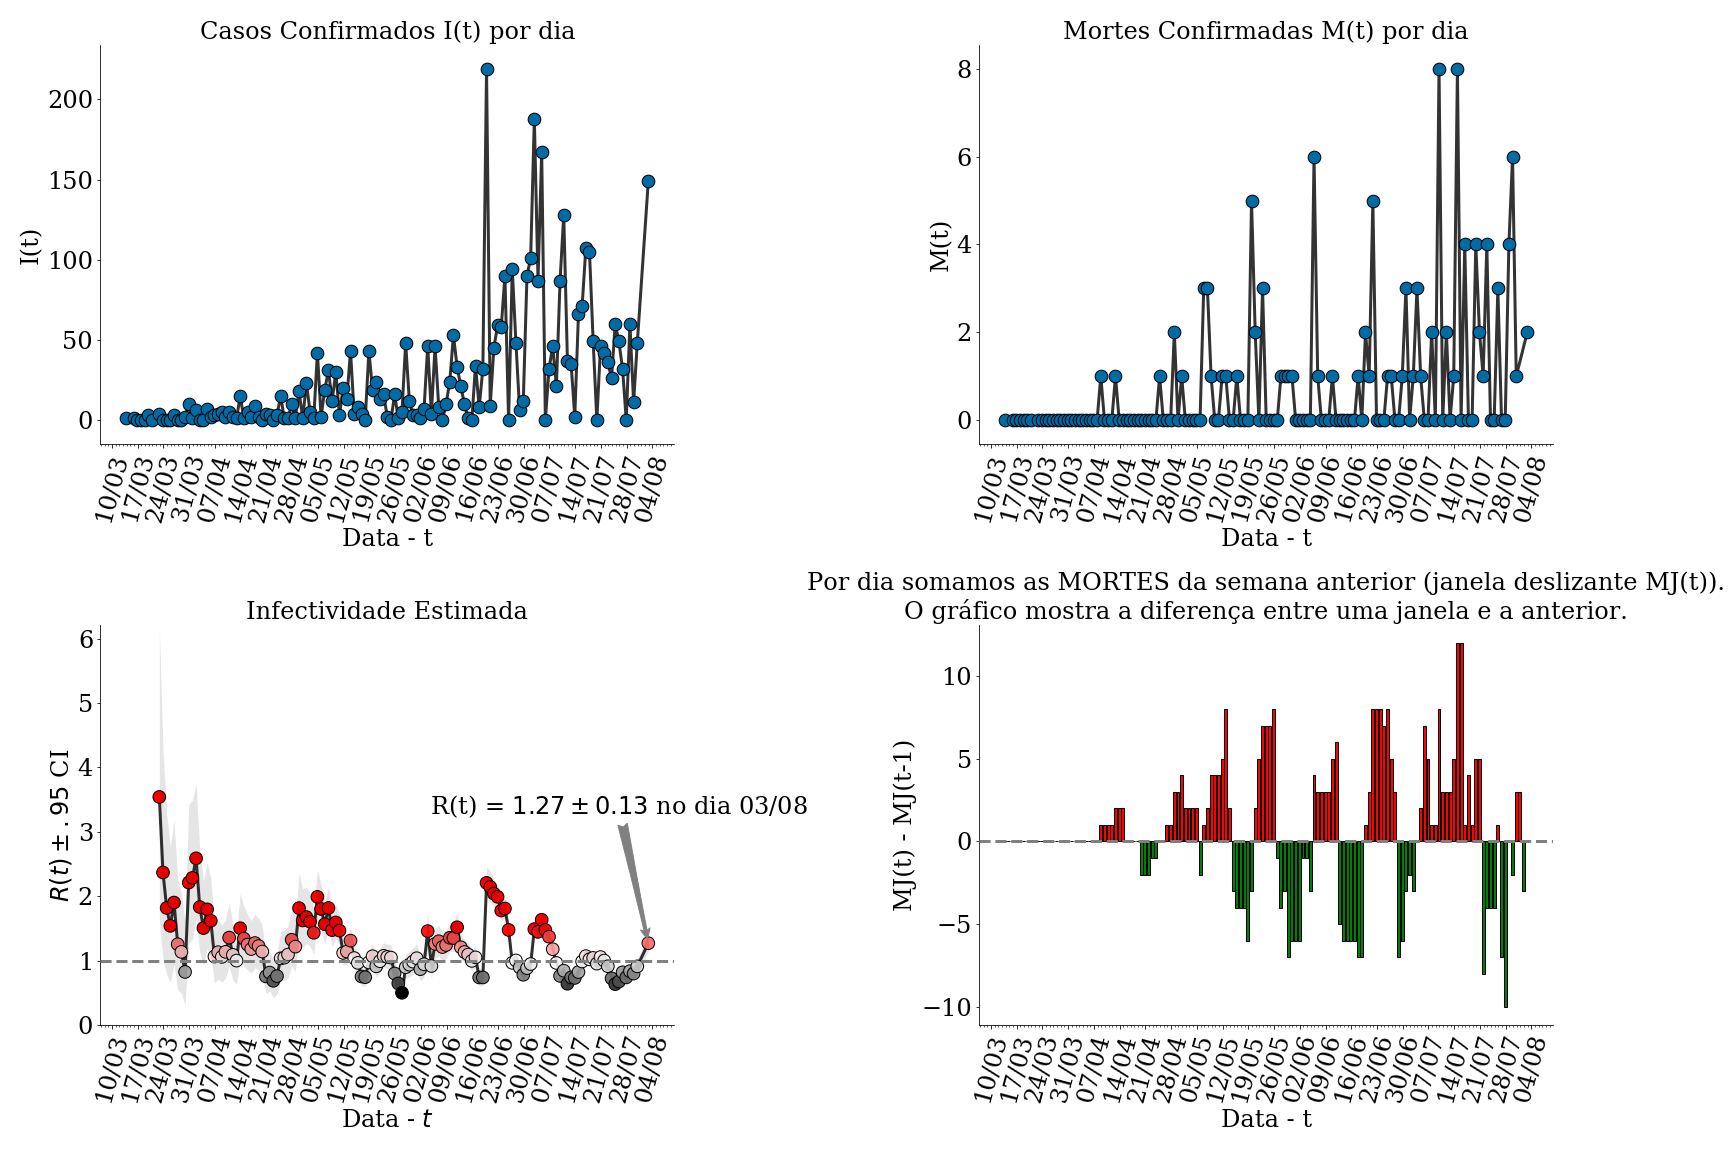 Casos Confirmados I(t) por dia
I(t)
200
150
100
50
0
10/03 17/03 24/03 31/03 07/04 14/04 21/04 28/04 05/05 12/05 19/05 26/05 02/06 09/06 16/06 23/06 30/06 07/07 14/07 21/07 28/07 04/08
Data - t
Mortes Confirmadas M(t) por dia
M(t)
8
6
4
2
0
10/03 17/03 24/03 31/03 07/04 14/04 21/04 28/04 05/05 12/05 19/05 26/05 02/06 09/06 16/06 23/06 30/06 07/07 14/07 21/07 28/07 04/08
Data - t
Infectividade Estimada
R(t) ± .95 CI
6
5
4
3
2
1
0
R(t) = 1.27 ± 0.13 no dia 03/08
10/03 17/03 24/03 31/03 07/04 14/04 21/04 28/04 05/05 12/05 19/05 26/05 02/06 09/06 16/06 23/06 30/06 07/07 14/07 21/07 28/07 04/08
Data - t
Por dia somamos as MORTES da semana anterior (janela deslizante MJ(t)).
O gráfico mostra a diferença entre uma janela e a anterior.
MJ(t) - MJ(t-1)
10
5
0
−5
−10
10/03 17/03 24/03 31/03 07/04 14/04 21/04 28/04 05/05 12/05 19/05 26/05 02/06 09/06 16/06 23/06 30/06 07/07 14/07 21/07 28/07 04/08
Data - t